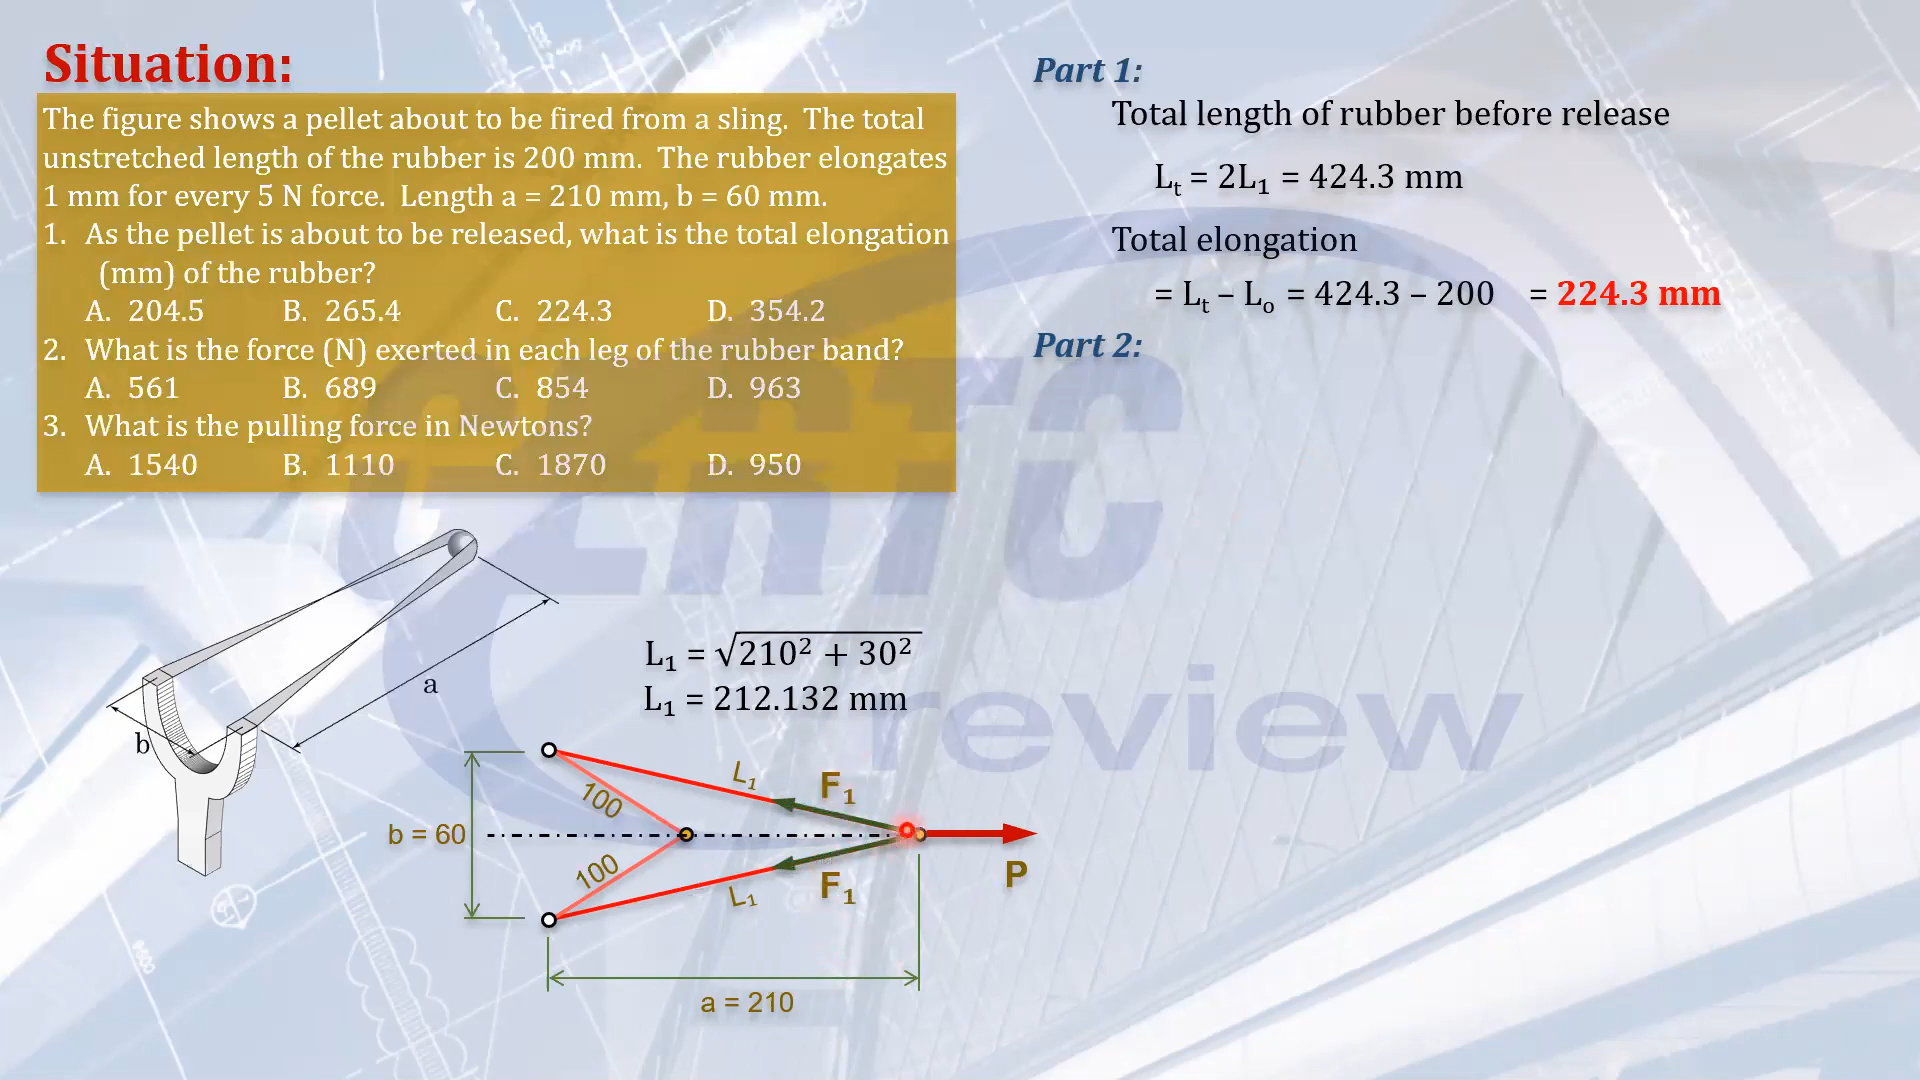 Situation:
The figure shows a pellet about to be fired from a sling. The total
unstretched length of the rubber is 200 mm. The rubber elongates
1 mm for every 5 N force. Length a = 210 mm, b = 60 mm.
1. As the pellet is about to be released, what is the total elongation
(mm) of the rubber?
A. 204.5 B. 265.4 C. 224.3 D. 354.2
2. What is the force (N) exerted in each leg of the rubber band?
A. 561 B. 689 C. 854 D. 963
3. What is the pulling force in Newtons?
A. 1540 B. 1110 C. 1870 D. 950
Part 1:
Total length of rubber before release
Lₜ = 2L₁ = 424.3 mm
Total elongation
= Lₜ – Lₒ = 424.3 – 200 = 224.3 mm
Part 2:
a
b
L₁ = √210² + 30²
L₁ = 212.132 mm
L₁
F₁
100
b = 60
100
L₁
F₁
P
a = 210
CERTC
review